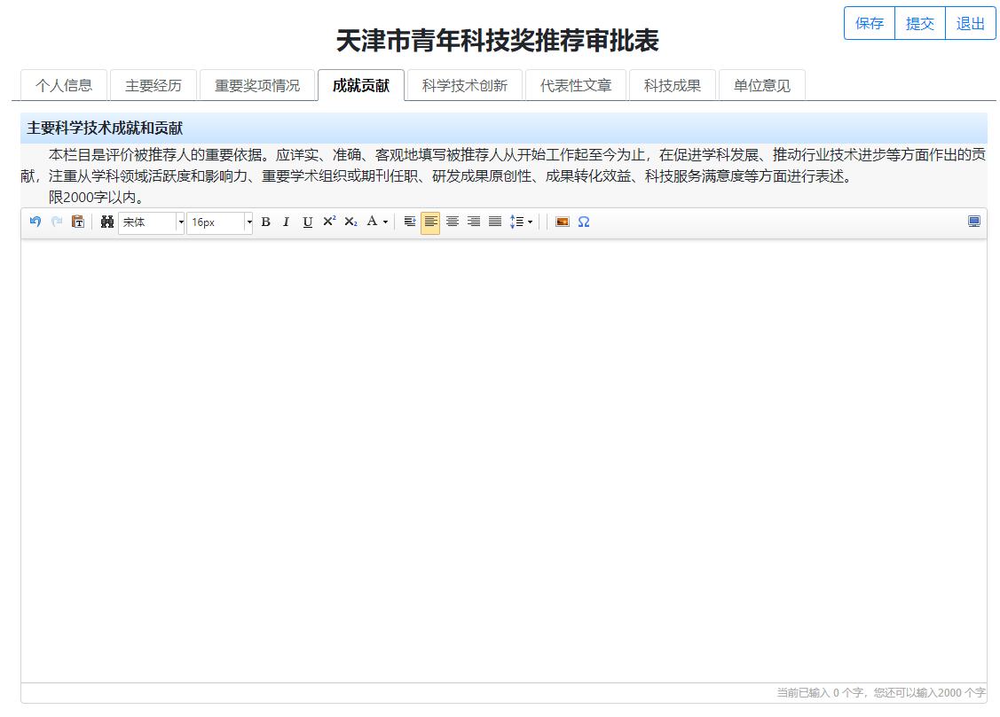 保存 提交 退出
天津市青年科技奖推荐审批表
个人信息 主要经历 重要奖项情况 成就贡献 科学技术创新 代表性文章 科技成果 单位意见
主要科学技术成就和贡献
本栏目是评价被推荐人的重要依据。应详实、准确、客观地填写被推荐人从开始工作起至今为止，在促进学科发展、推动行业技术进步等方面作出的贡
献，注重从学科领域活跃度和影响力、重要学术组织或期刊任职、研发成果原创性、成果转化效益、科技服务满意度等方面进行表述。
限2000字以内。
宋体 16px B I U X² X₂ A Ω
当前已输入 0 个字，您还可以输入2000 个字